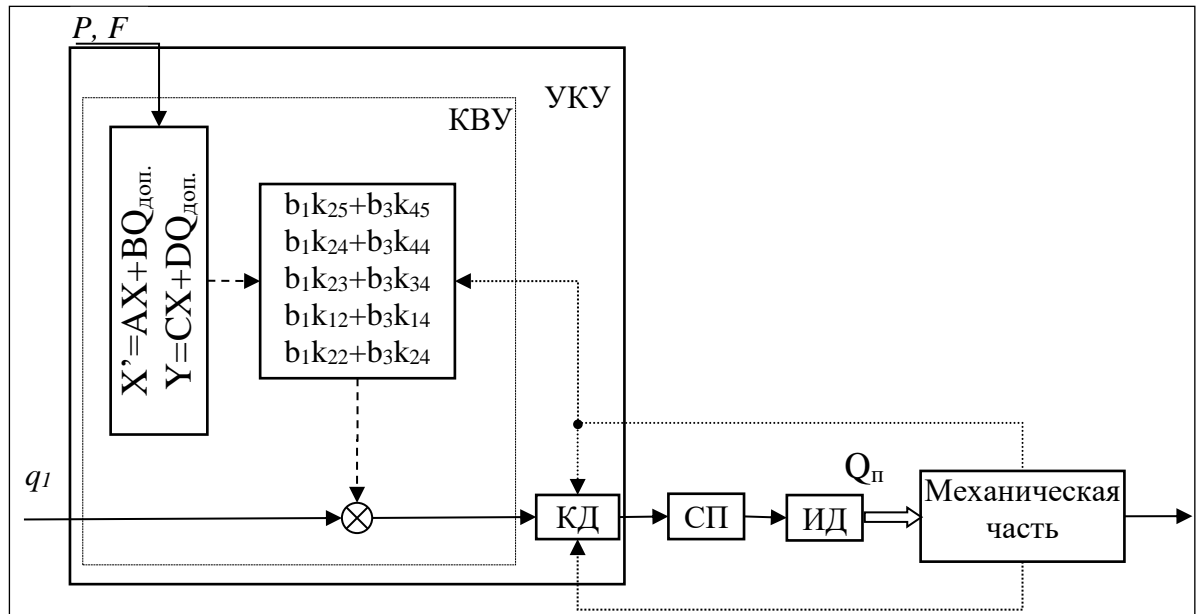 P, F
УКУ
КВУ
X’=AX+BQдоп.
Y=CX+DQдоп.
b₁k₂₅+b₃k₄₅
b₁k₂₄+b₃k₄₄
b₁k₂₃+b₃k₃₄
b₁k₁₂+b₃k₁₄
b₁k₂₂+b₃k₂₄
q₁
КД
СП
ИД
Qп
Механическая
часть